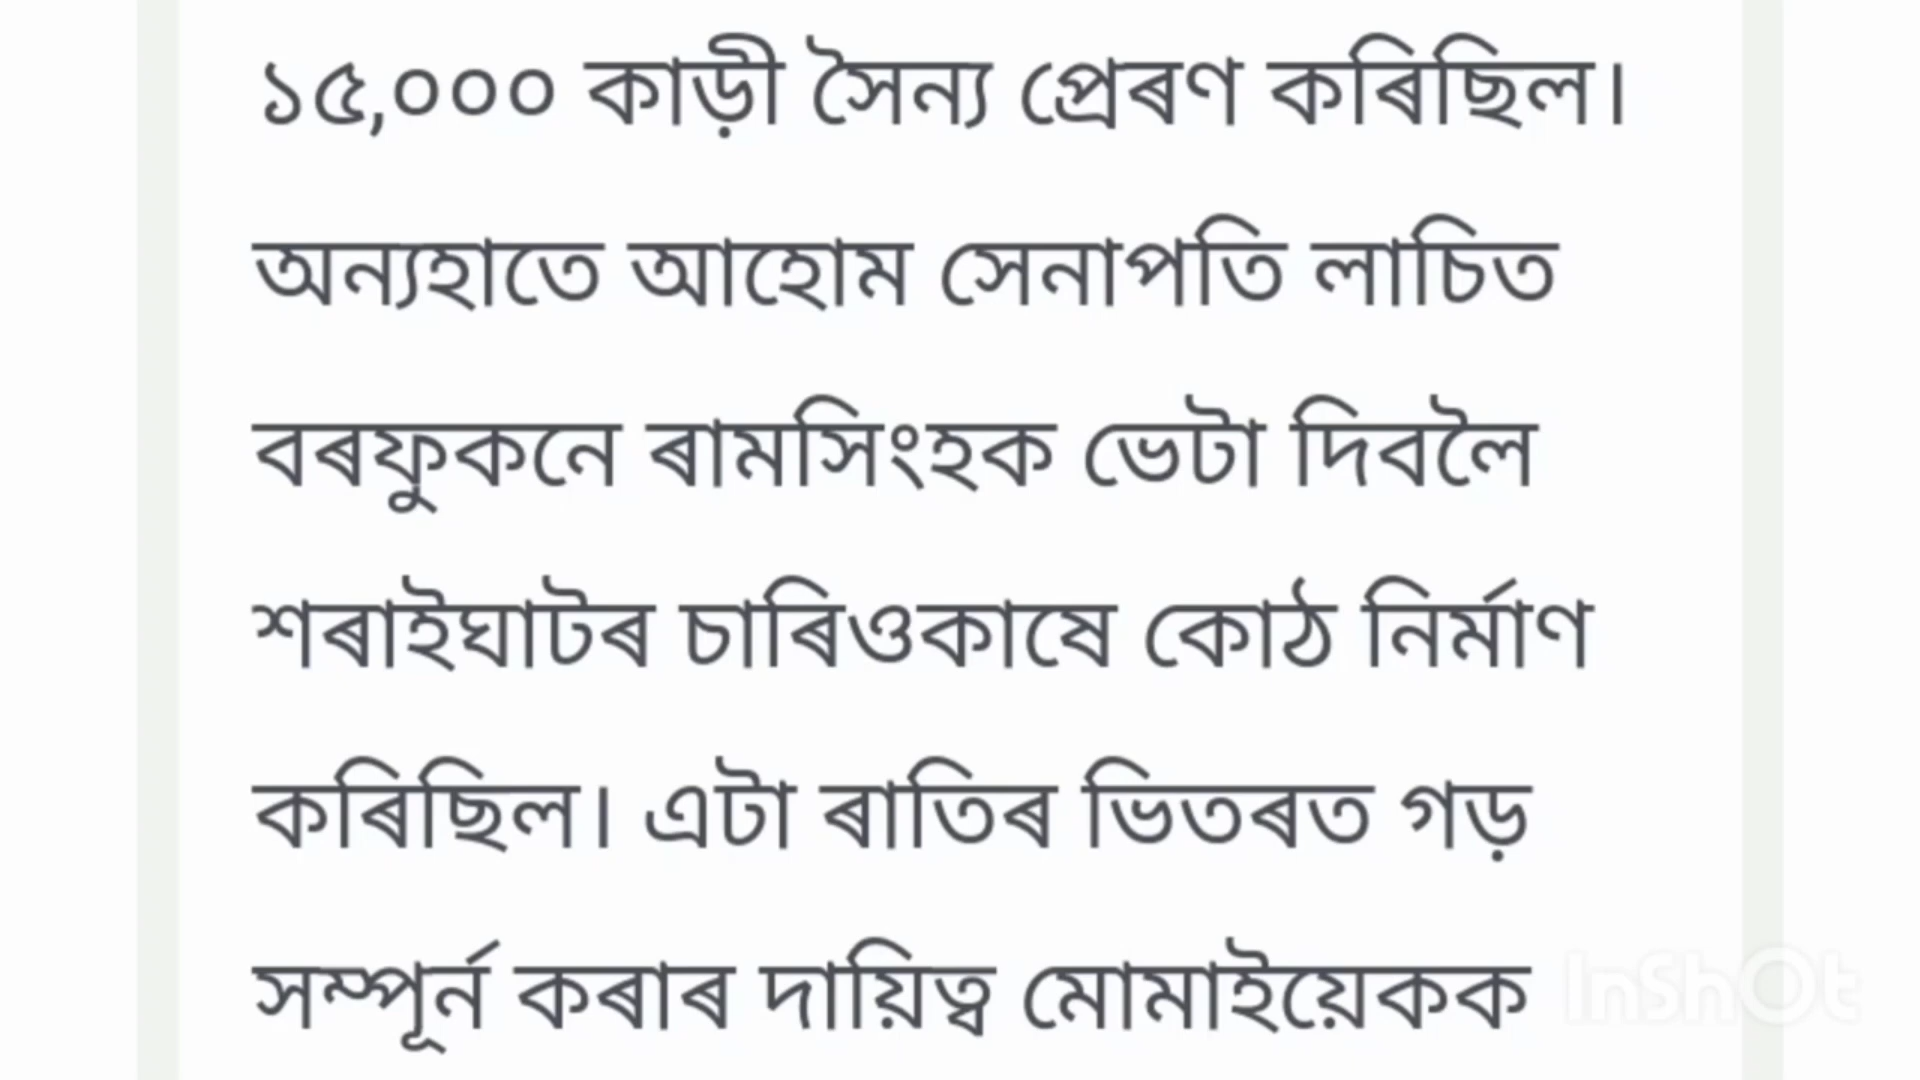 ১৫,০০০ কাড়ী সৈন্য প্ৰেৰণ কৰিছিল।
অন্যহাতে আহোম সেনাপতি লাচিত
বৰফুকনে ৰামসিংহক ভেটা দিবলৈ
শৰাইঘাটৰ চাৰিওকাষে কোঠ নিৰ্মাণ
কৰিছিল। এটা ৰাতিৰ ভিতৰত গড়
সম্পূৰ্ন কৰাৰ দায়িত্ব মোমাইয়েকক
InShOt